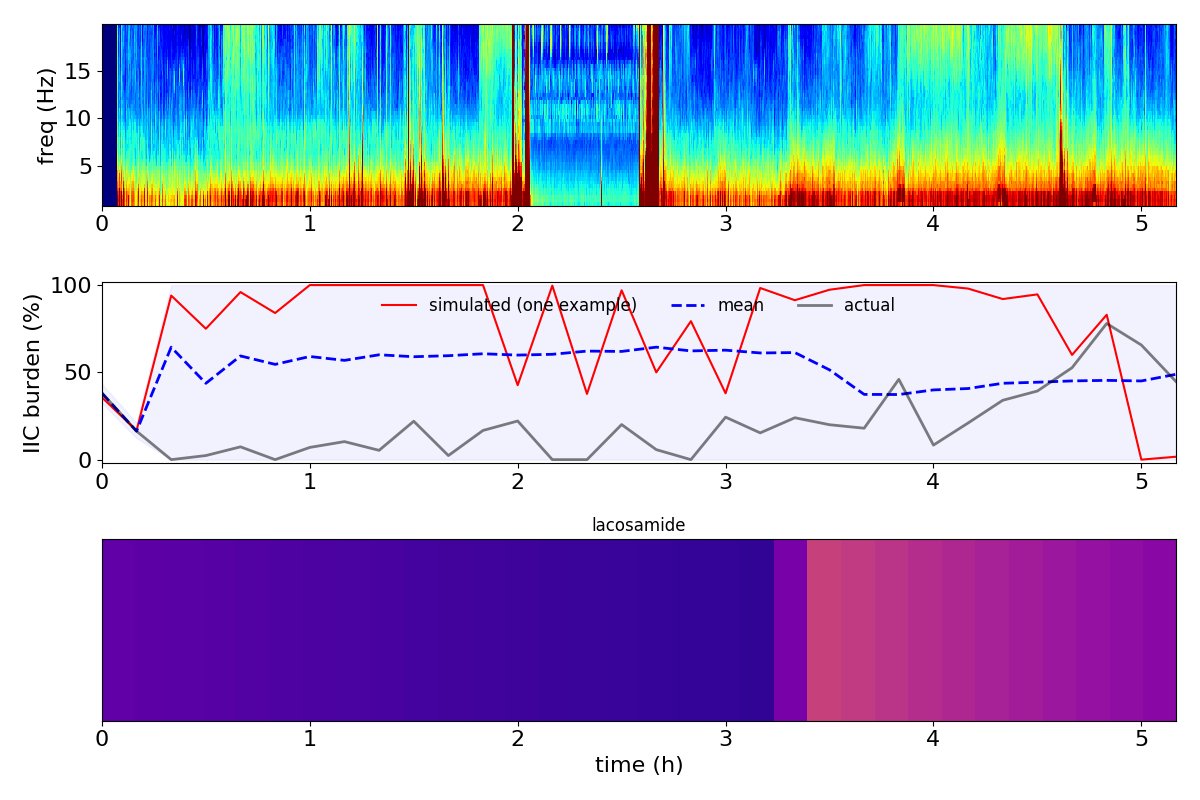 freq (Hz)
15
10
5
0 1 2 3 4 5
IIC burden (%)
100
50
0
simulated (one example) mean actual
0 1 2 3 4 5
lacosamide
0 1 2 3 4 5
time (h)